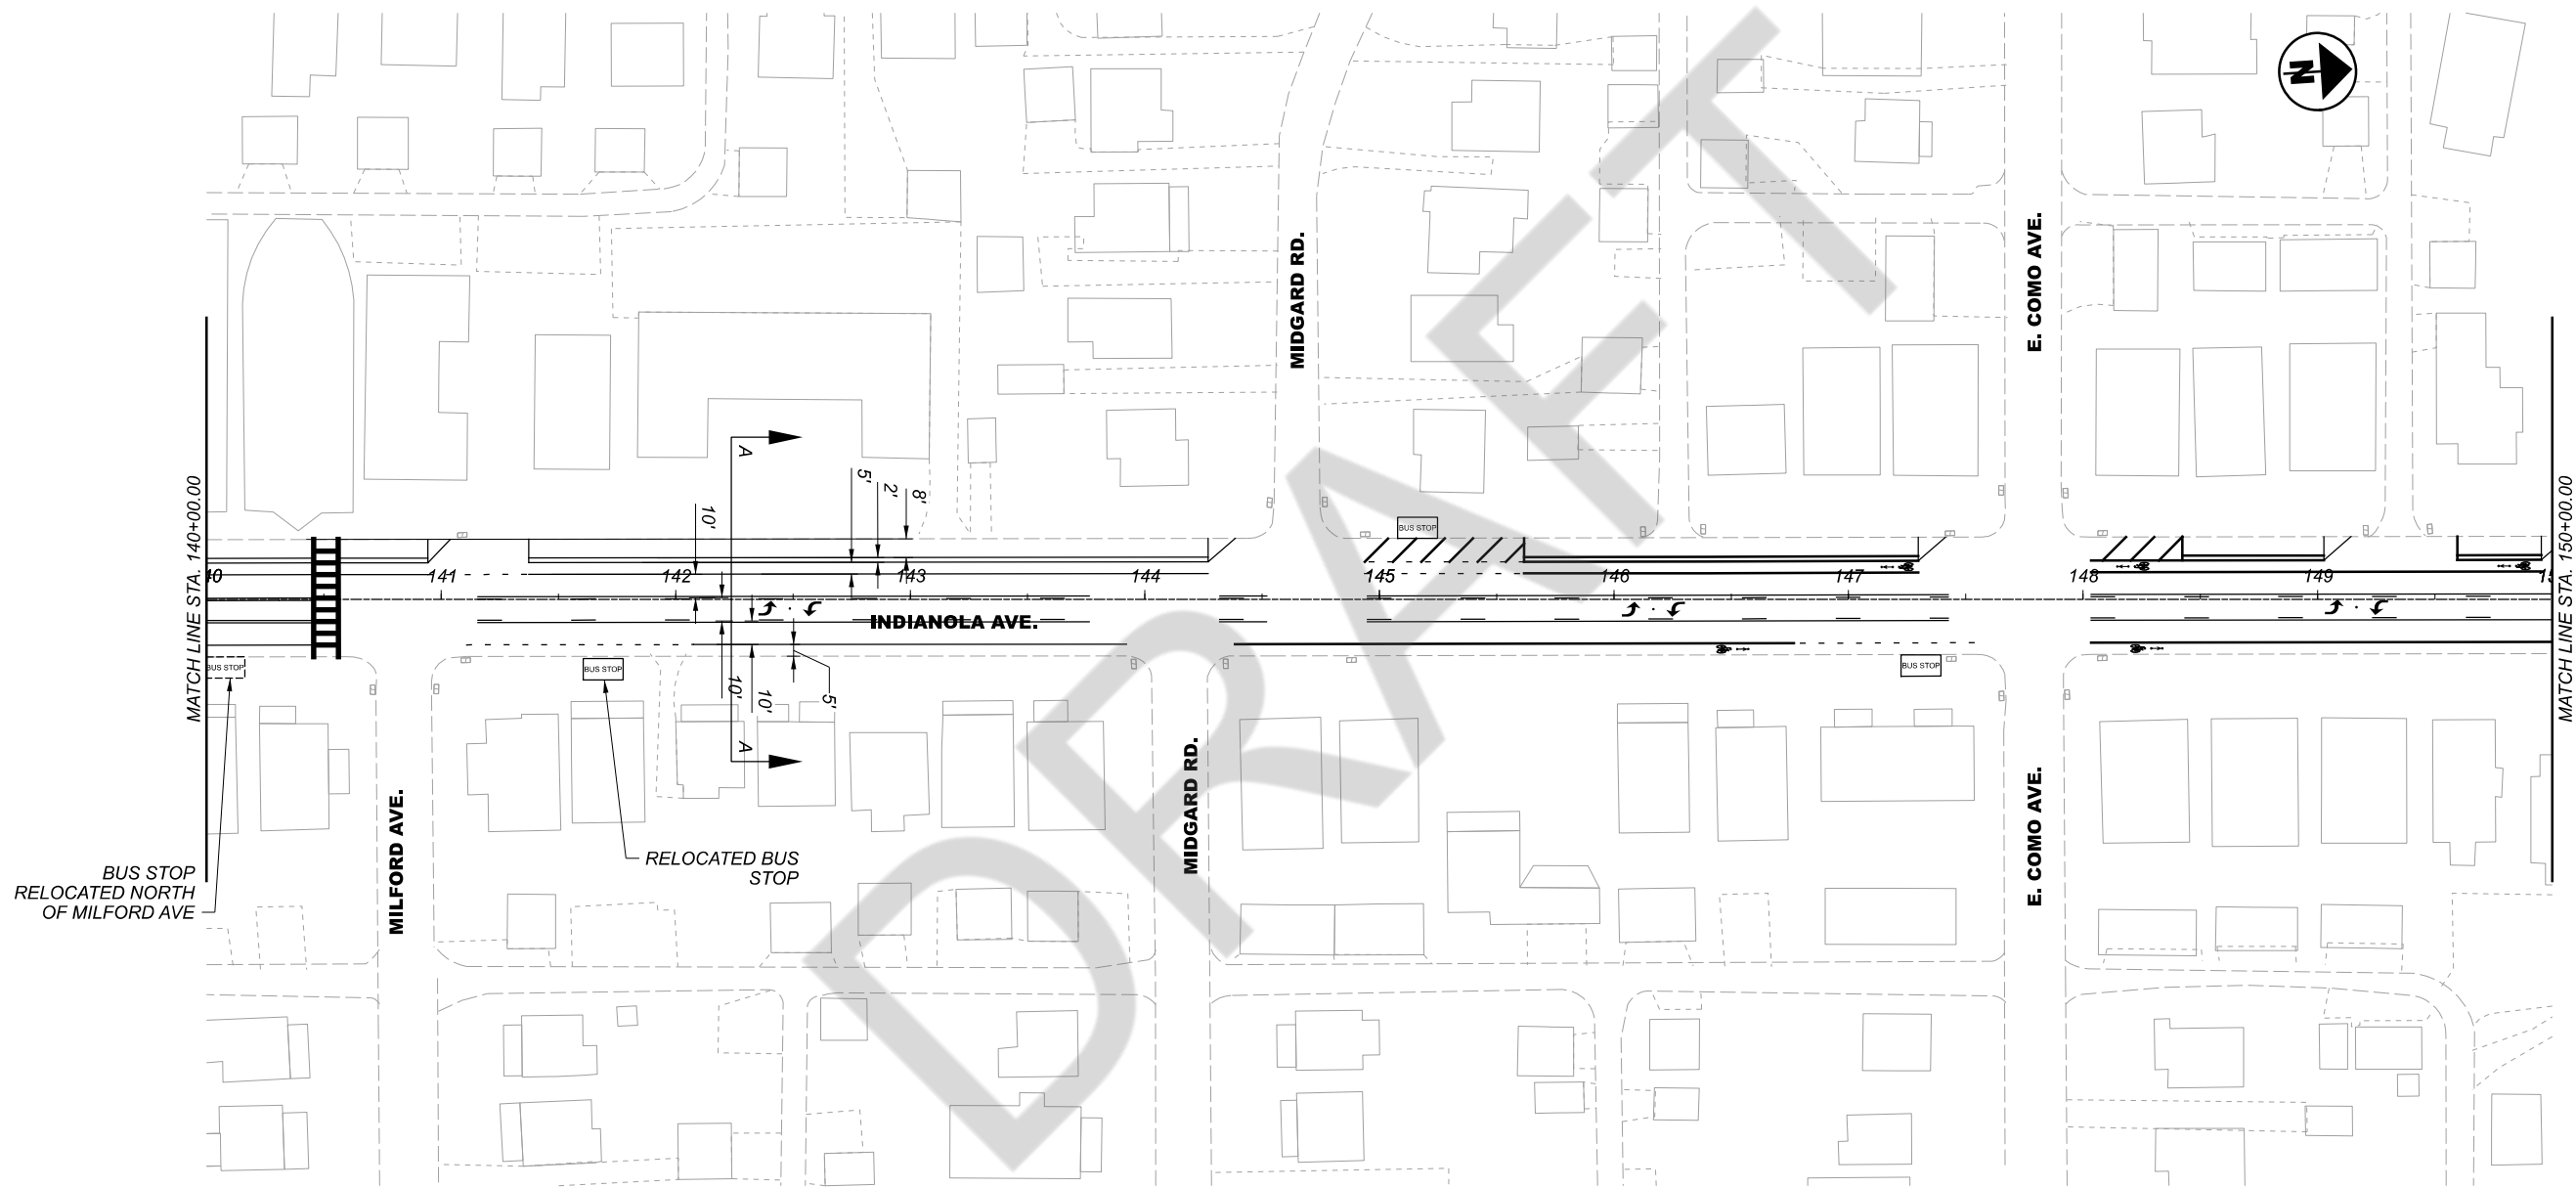 N
DRAFT
MIDGARD RD.
E. COMO AVE.
MATCH LINE STA. 140+00.00
MATCH LINE STA. 150+00.00
A
5'
2'
8'
10'
BUS STOP
141
142
143
144
145
146
147
148
149
INDIANOLA AVE.
BUS STOP
BUS STOP
BUS STOP
10'
10'
5'
A
MILFORD AVE.
MIDGARD RD.
E. COMO AVE.
RELOCATED BUS
STOP
BUS STOP
RELOCATED NORTH
OF MILFORD AVE